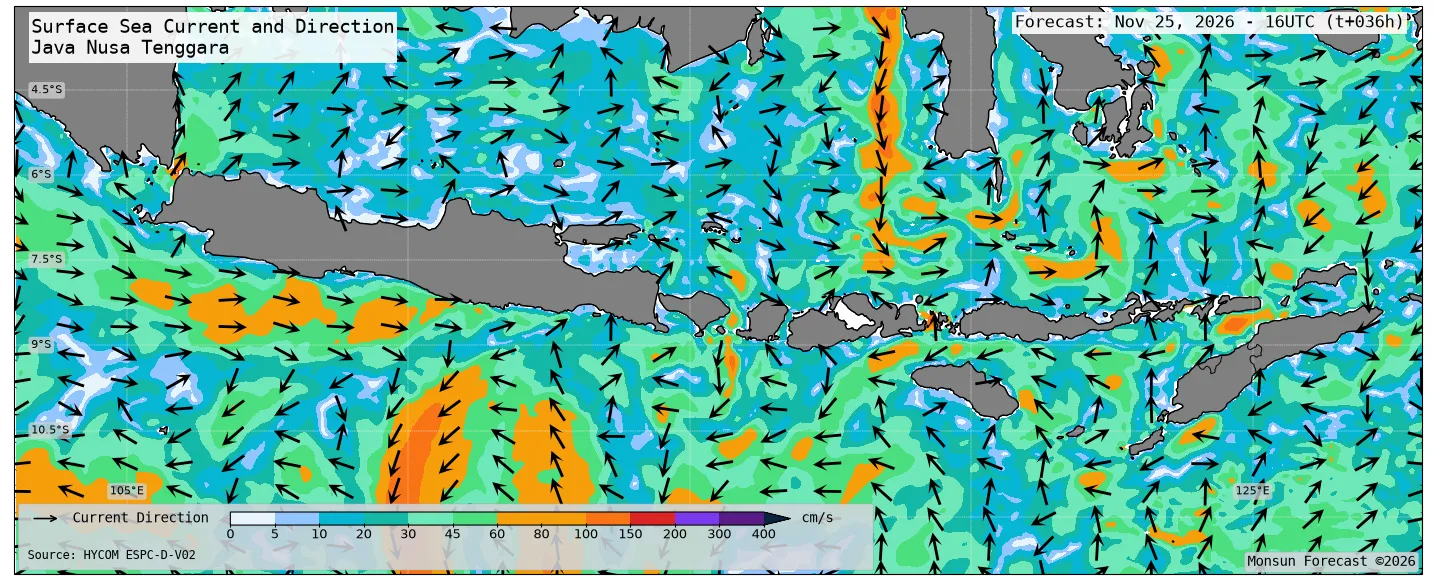 Surface Sea Current and Direction
Java Nusa Tenggara
Forecast: Nov 25, 2026 - 16UTC (t+036h)
4.5°S
6°S
7.5°S
9°S
10.5°S
105°E
125°E
Current Direction
0 5 10 20 30 45 60 80 100 150 200 300 400
cm/s
Source: HYCOM ESPC-D-V02
Monsun Forecast ©2026